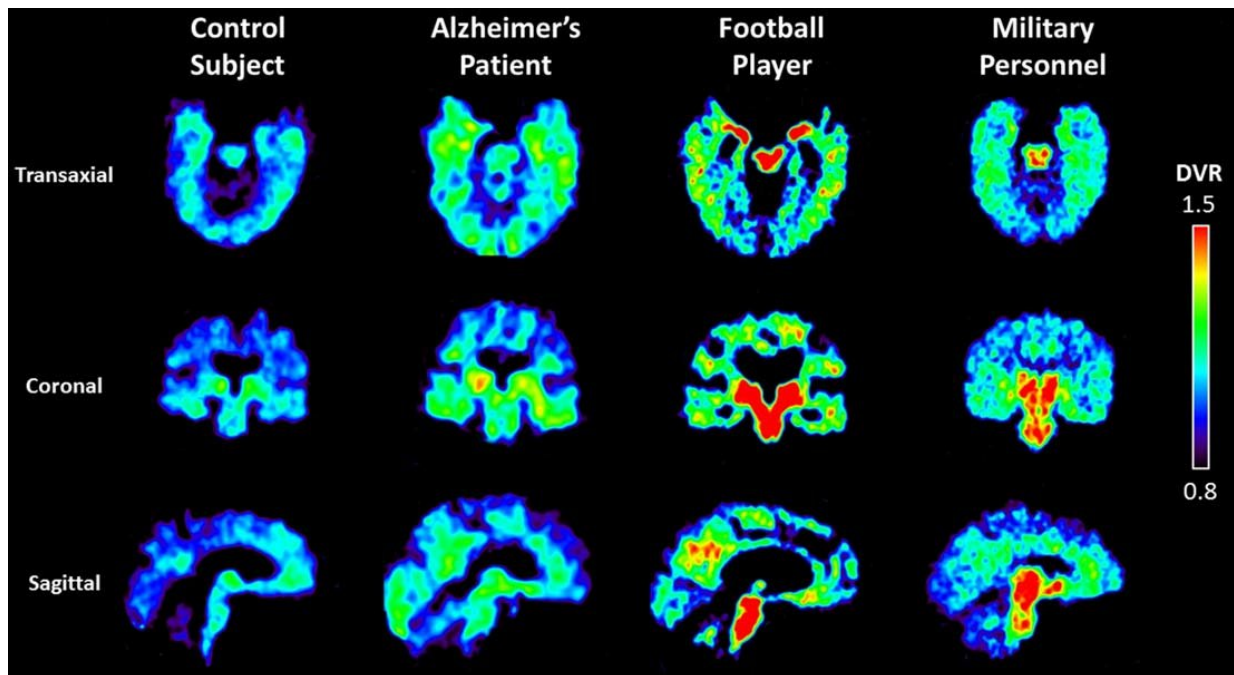 Control
Subject
Alzheimer's
Patient
Football
Player
Military
Personnel
Transaxial
DVR
1.5
Coronal
0.8
Sagittal